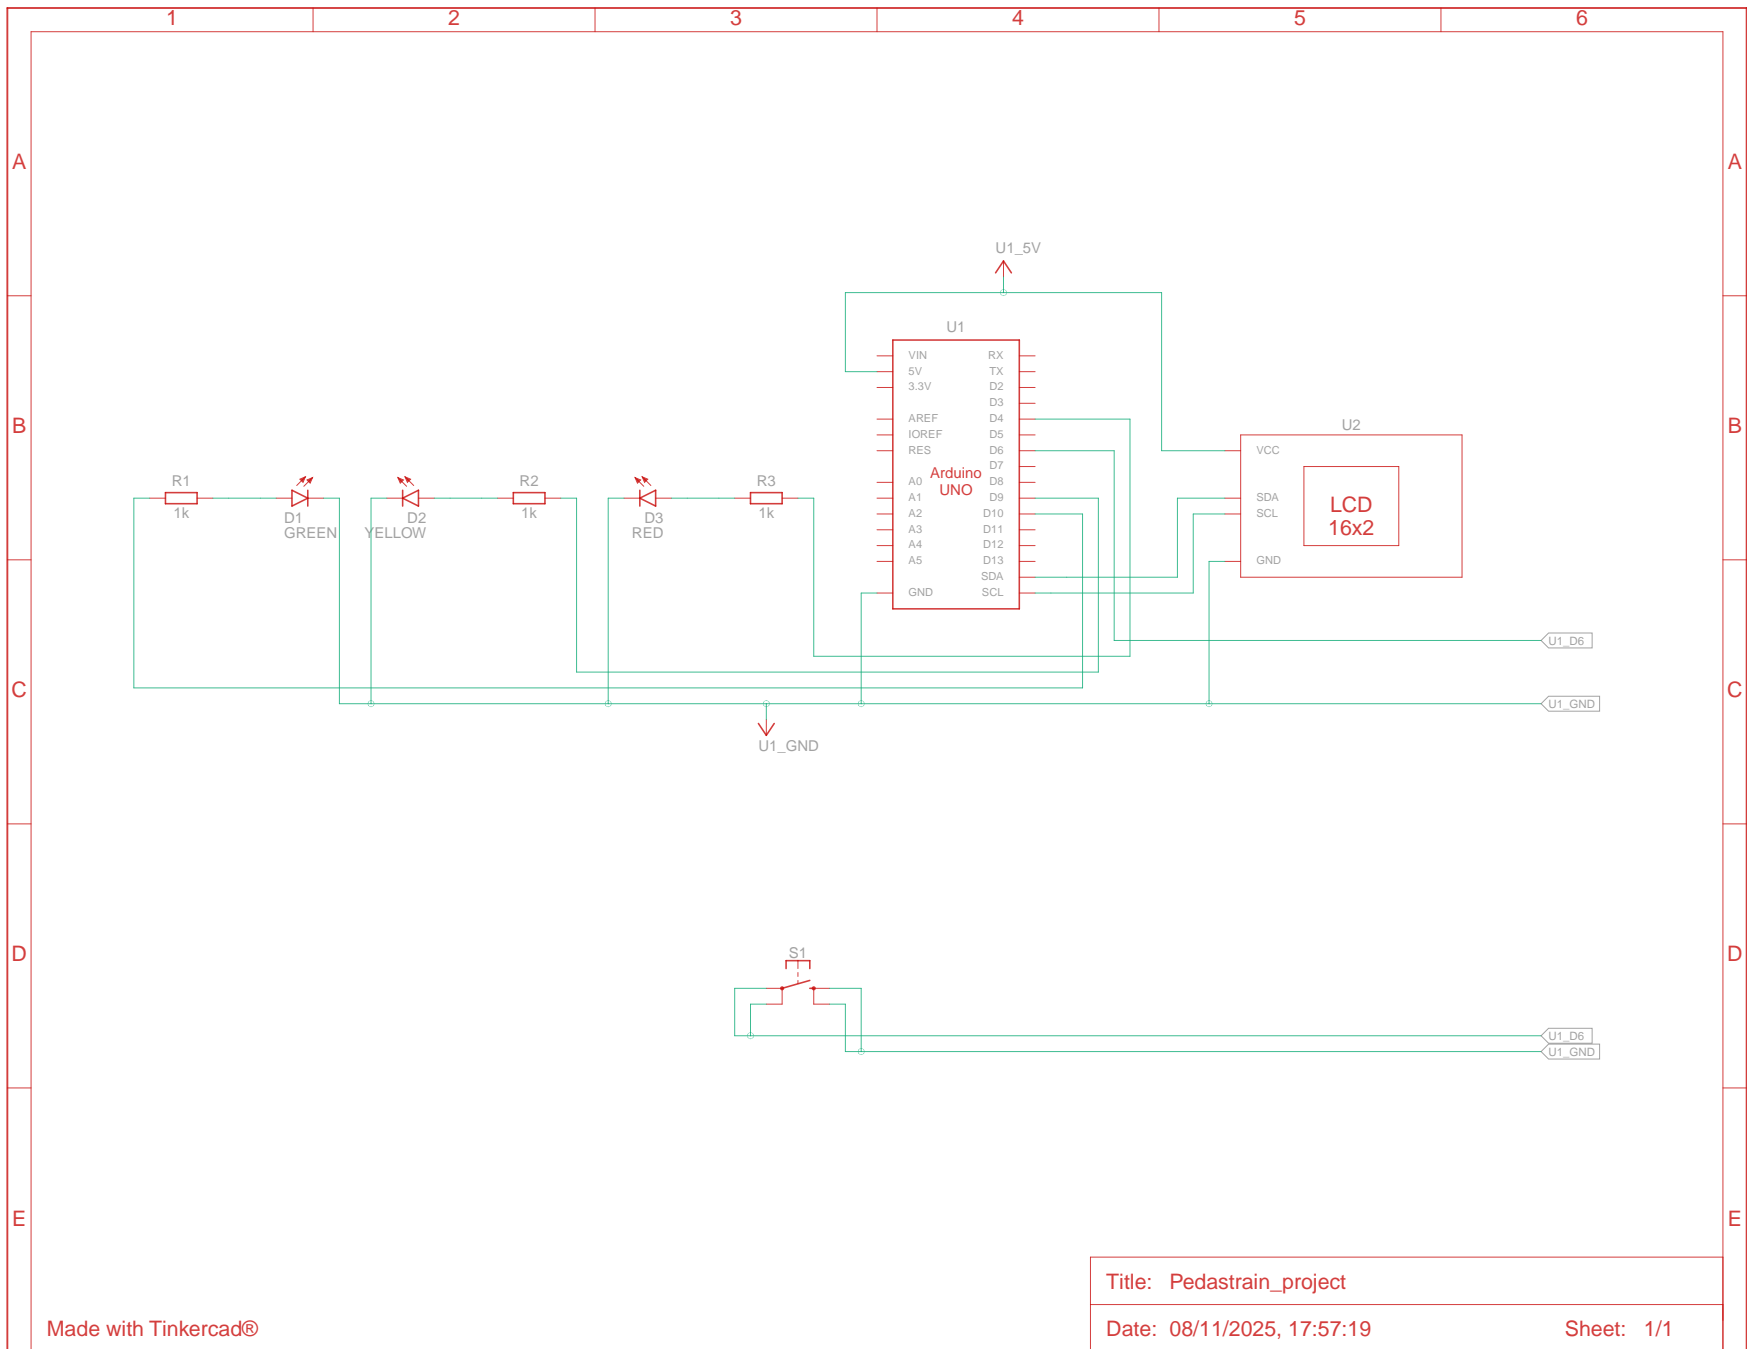 1 2 3 4 5 6
A A
U1_5V
B B
U1
VIN RX
5V TX
3.3V D2
D3
AREF D4
IOREF D5
RES D6
D7
A0 D8
A1 D9
A2 D10
A3 D11
A4 D12
A5 D13
SDA
GND SCL
Arduino
UNO
U2
VCC
SDA
SCL
GND
LCD
16x2
R1
1k
D1
GREEN
D2
YELLOW
R2
1k
D3
RED
R3
1k
U1_D6
C C
U1_GND
U1_GND
D D
S1
U1_D6
U1_GND
E E
Title: Pedastrain_project
Made with Tinkercad®
Date: 08/11/2025, 17:57:19 Sheet: 1/1